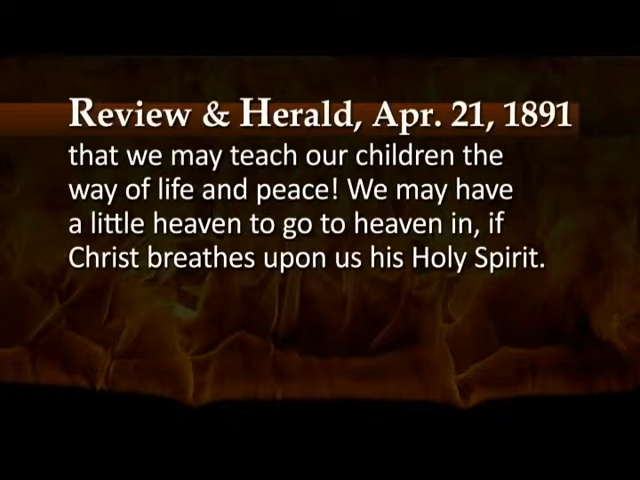 Review & Herald, Apr. 21, 1891
that we may teach our children the
way of life and peace! We may have
a little heaven to go to heaven in, if
Christ breathes upon us his Holy Spirit.